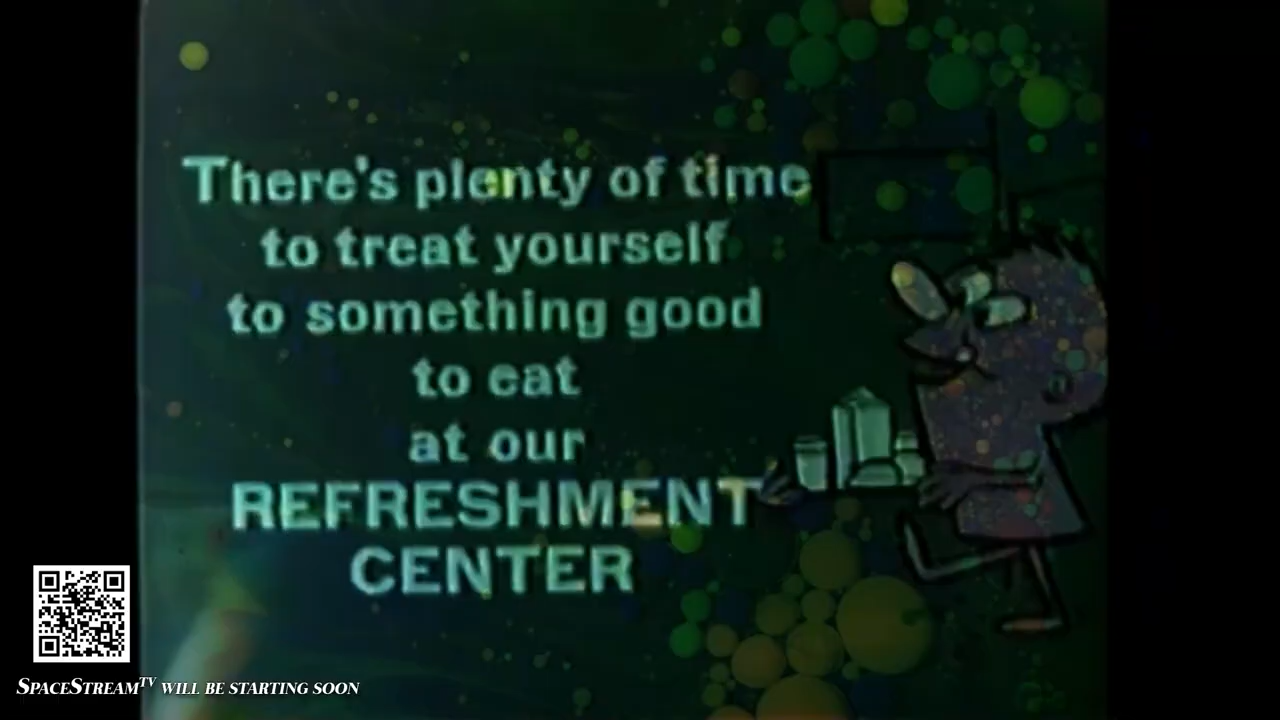 There's plenty of time
to treat yourself
to something good
to eat
at our
REFRESHMENT
CENTER
SPACESTREAMTV WILL BE STARTING SOON